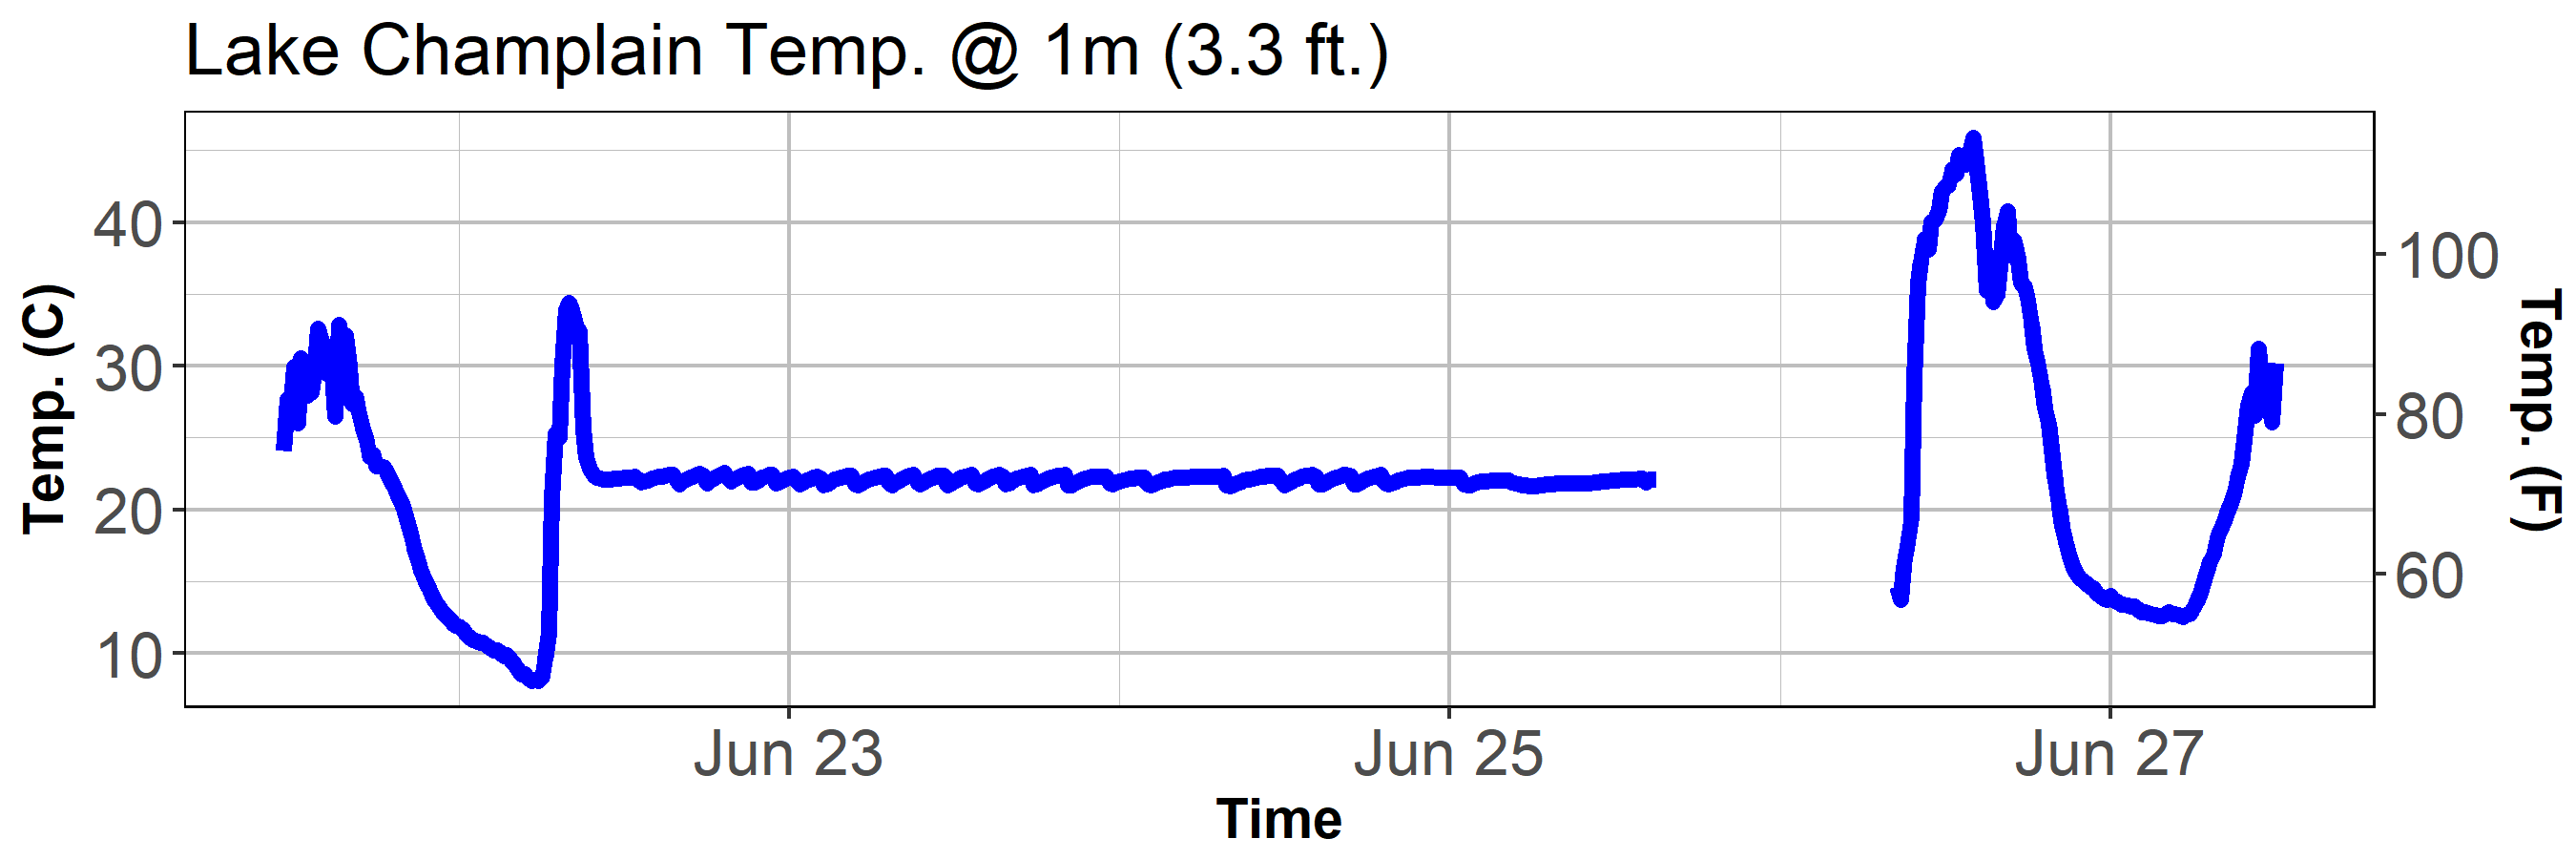 Lake Champlain Temp. @ 1m (3.3 ft.)
Temp. (C)
40
30
20
10
100
80
60
Temp. (F)
Jun 23
Jun 25
Jun 27
Time